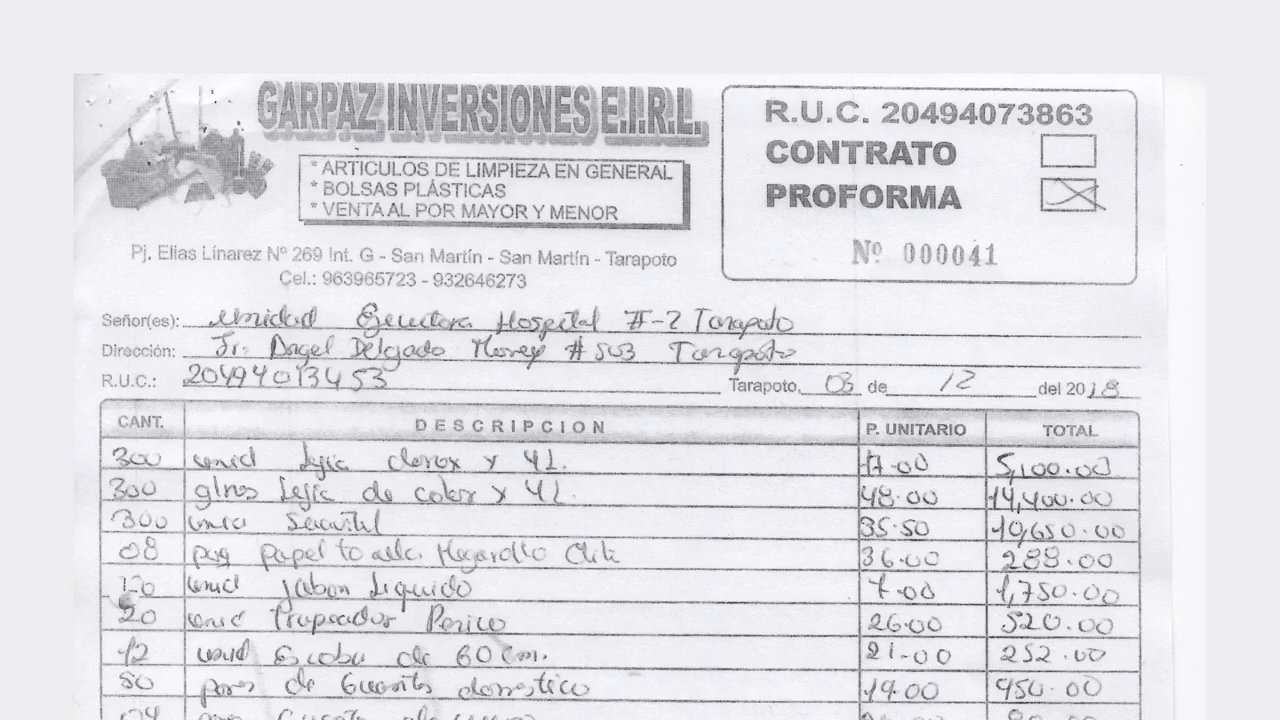 GARPAZ INVERSIONES E.I.R.L.
* ARTICULOS DE LIMPIEZA EN GENERAL
* BOLSAS PLÁSTICAS
* VENTA AL POR MAYOR Y MENOR
Pj. Elias Línarez Nº 269 Int. G - San Martín - San Martín - Tarapoto
Cel.: 963965723 - 932646273
R.U.C. 20494073863
CONTRATO
PROFORMA
Nº 000041
Señor(es): Unidad Ejecutora Hospital II-2 Tarapoto
Dirección: Jr. Angel Delgado Morey # 503 Tarapoto
R.U.C.: 20494013453 Tarapoto, 03 de 12 del 2018
CANT. DESCRIPCION P. UNITARIO TOTAL
300 unid Lejia clorox x 4L. 17.00 5,100.00
300 glnes Lejia de color x 4L. 48.00 14,400.00
300 unid 35.50 10,650.00
08 paq papel toalla 36.00 288.00
unid Jabon Liquido 7.00 1,750.00
20 unid Trapeador Perico 26.00 520.00
12 unid Escoba de 60 cm. 21.00 252.00
50 pares de Guantes domestico 19.00 950.00